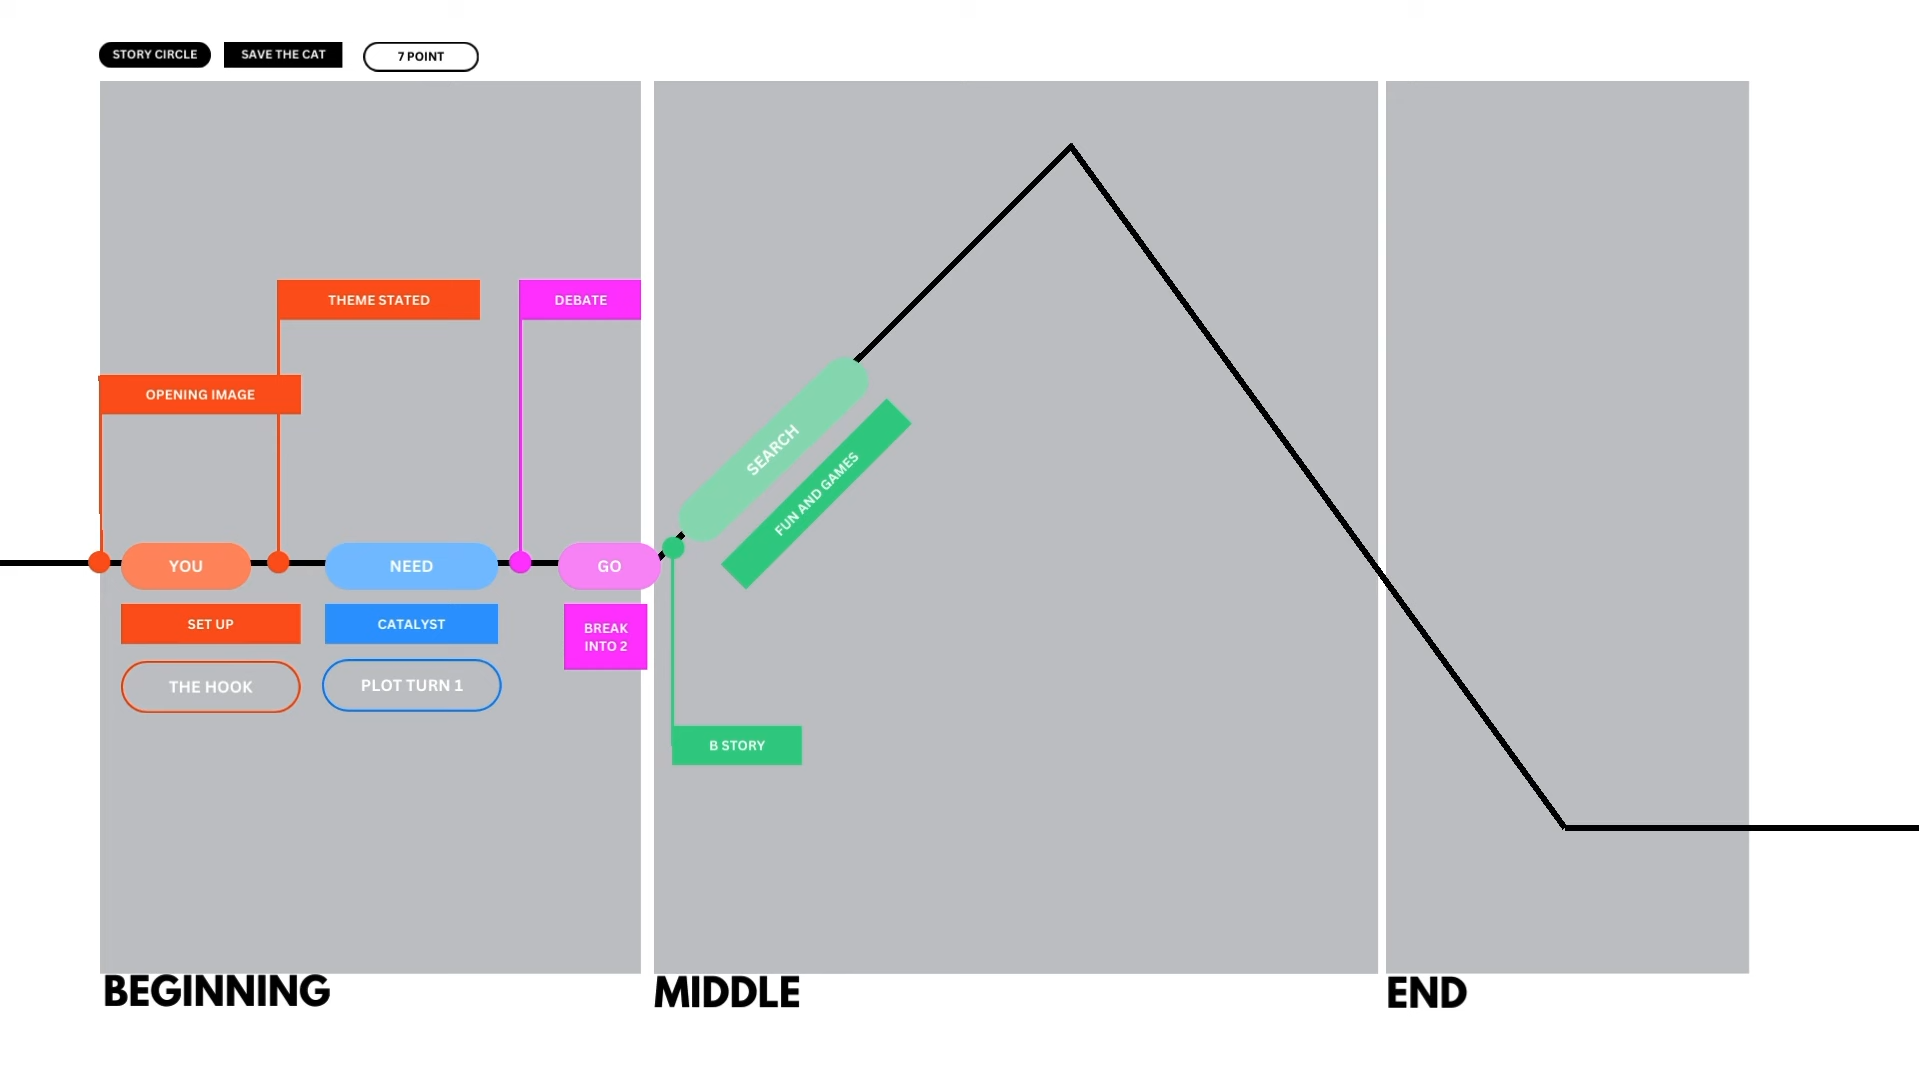 STORY CIRCLE
SAVE THE CAT
7 POINT
THEME STATED
DEBATE
OPENING IMAGE
SEARCH
FUN AND GAMES
YOU
NEED
GO
SET UP
CATALYST
BREAK
INTO 2
THE HOOK
PLOT TURN 1
B STORY
BEGINNING
MIDDLE
END